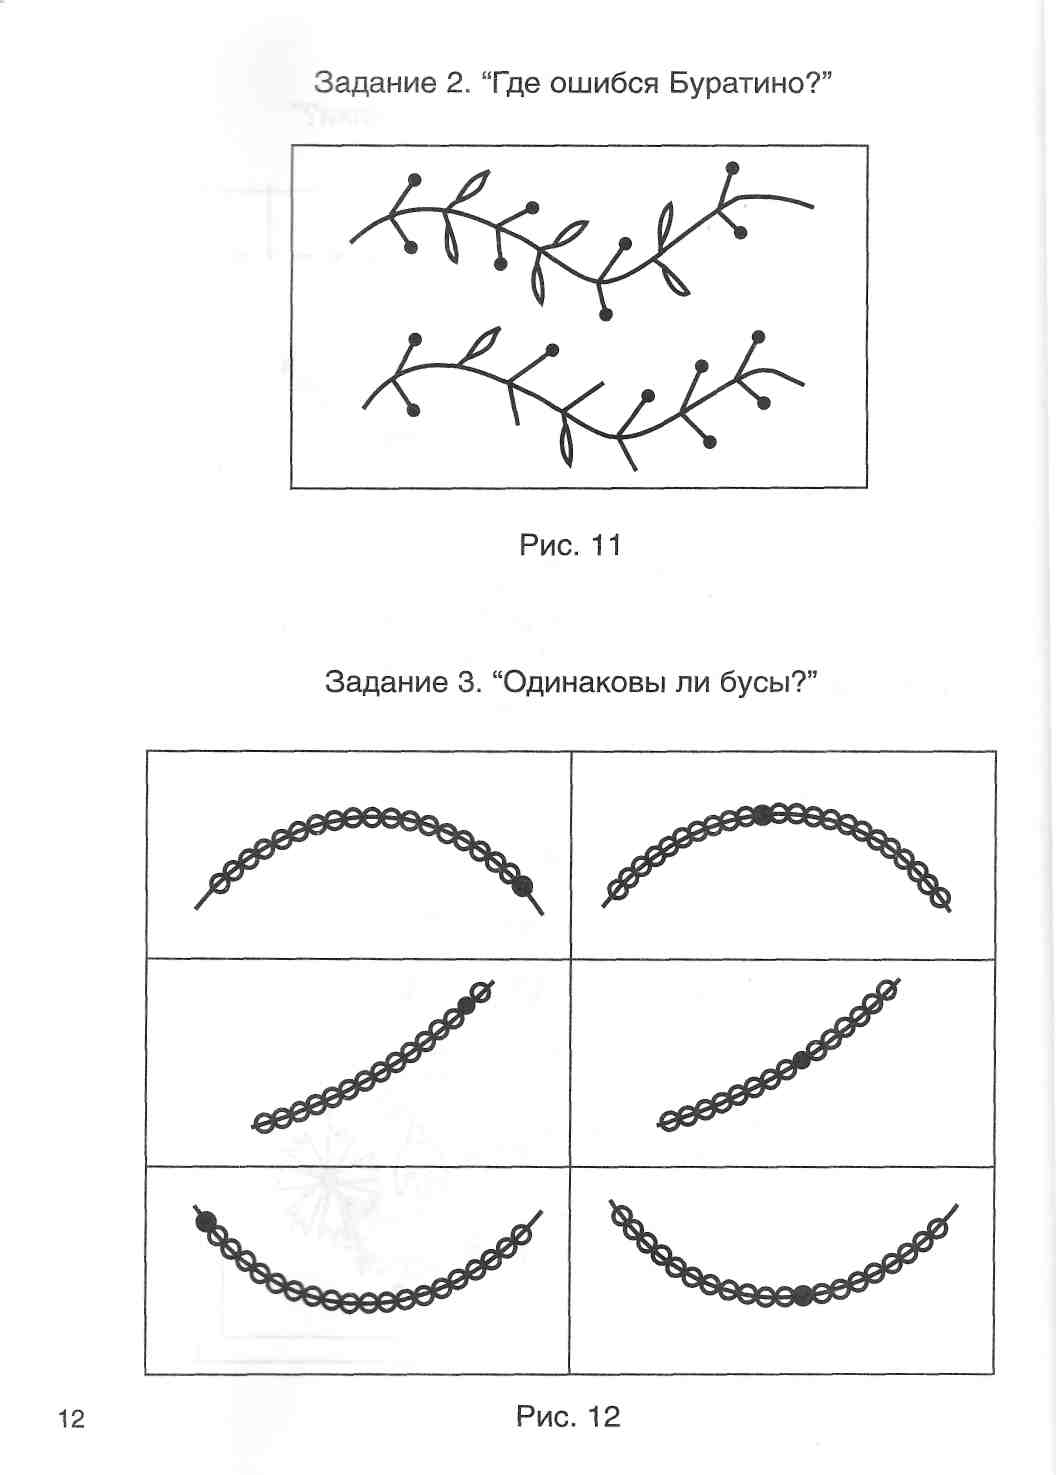 Задание 2. “Где ошибся Буратино?”
Рис. 11
Задание 3. “Одинаковы ли бусы?”
Рис. 12
12